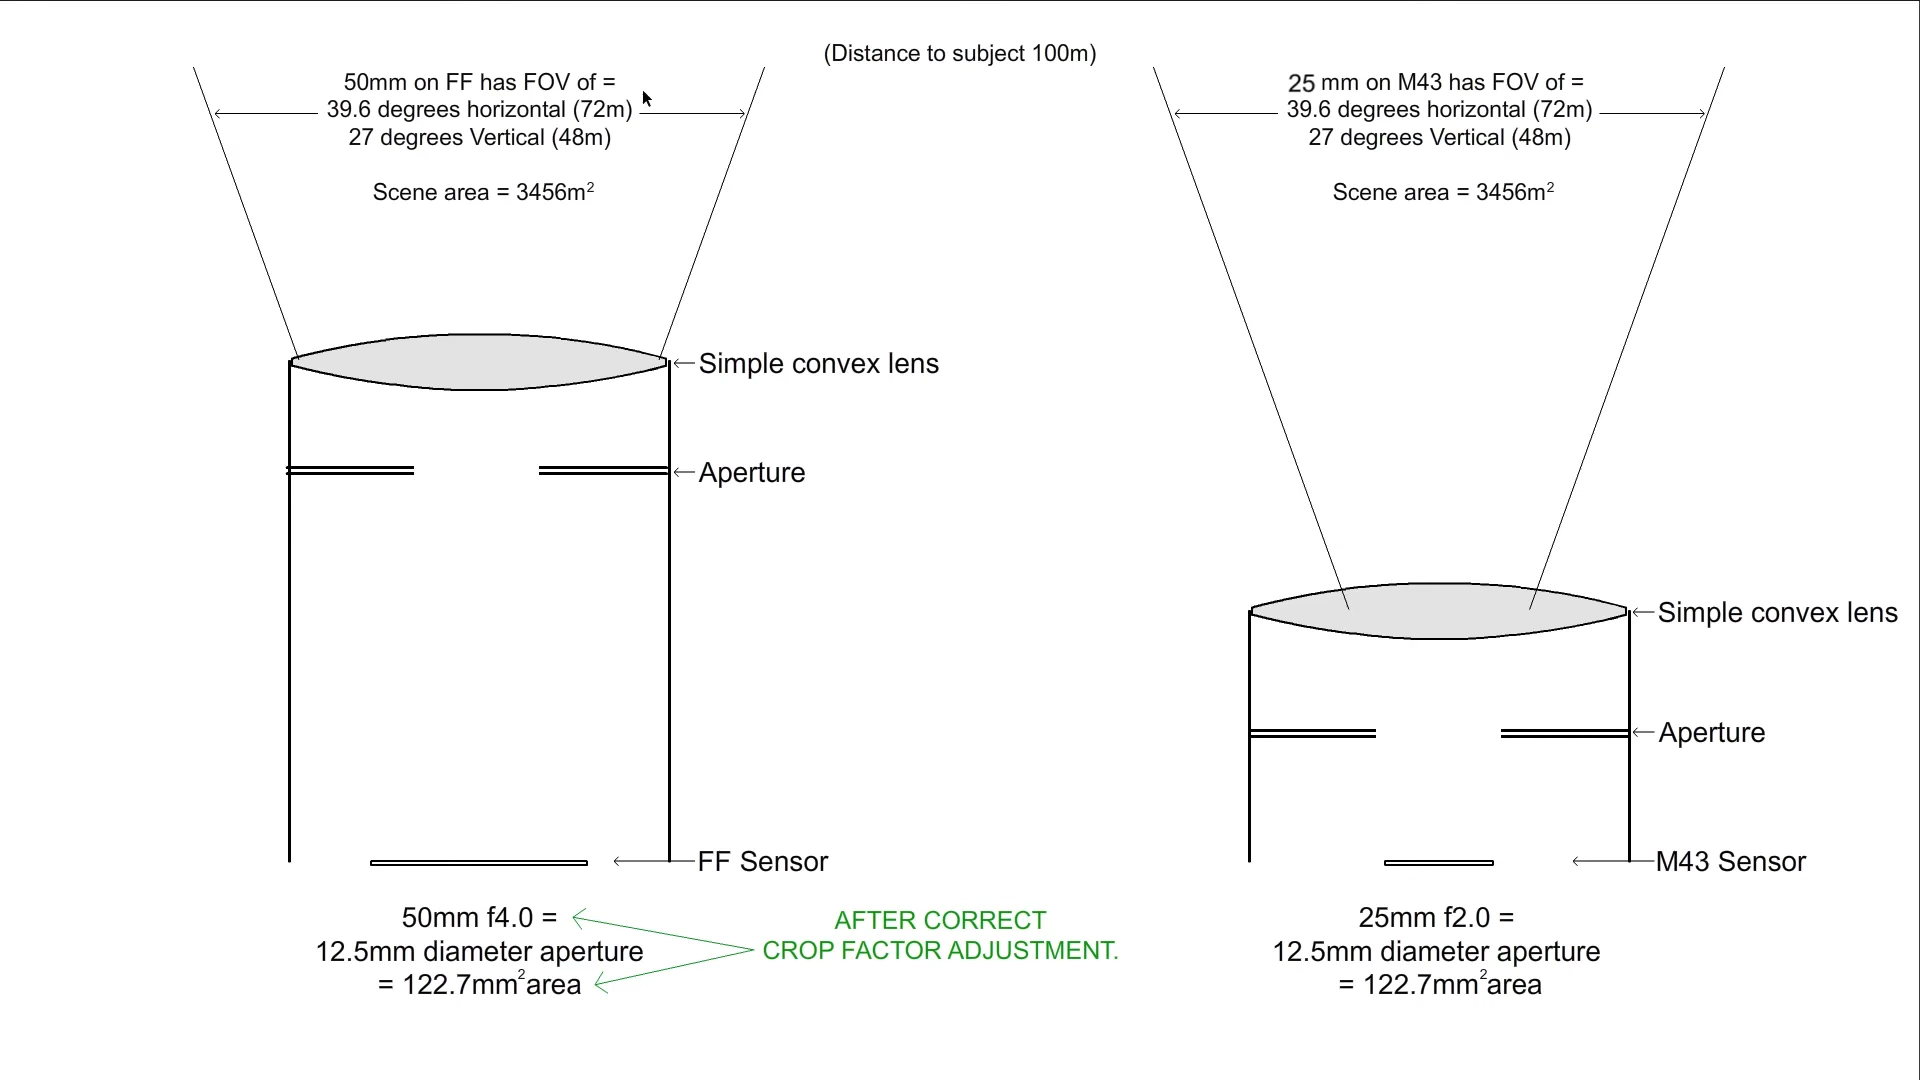 (Distance to subject 100m)
50mm on FF has FOV of =
39.6 degrees horizontal (72m)
27 degrees Vertical (48m)
Scene area = 3456m²
25 mm on M43 has FOV of =
39.6 degrees horizontal (72m)
27 degrees Vertical (48m)
Scene area = 3456m²
Simple convex lens
Aperture
FF Sensor
Simple convex lens
Aperture
M43 Sensor
50mm f4.0 =
12.5mm diameter aperture
= 122.7mm²area
AFTER CORRECT
CROP FACTOR ADJUSTMENT.
25mm f2.0 =
12.5mm diameter aperture
= 122.7mm²area